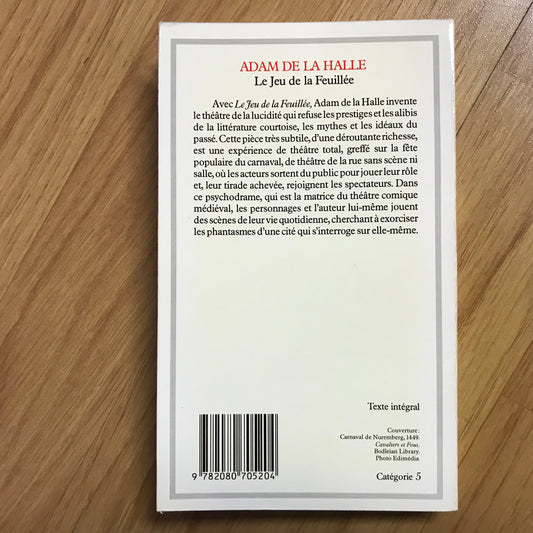 ADAM DE LA HALLE
Le Jeu de la Feuillée
Avec Le Jeu de la Feuillée, Adam de la Halle invente
le théâtre de la lucidité qui refuse les prestiges et les alibis
de la littérature courtoise, les mythes et les idéaux du
passé. Cette pièce très subtile, d'une déroutante richesse,
est une expérience de théâtre total, greffé sur la fête
populaire du carnaval, de théâtre de la rue sans scène ni
salle, où les acteurs sortent du public pour jouer leur rôle
et, leur tirade achevée, rejoignent les spectateurs. Dans
ce psychodrame, qui est la matrice du théâtre comique
médiéval, les personnages et l'auteur lui-même jouent
des scènes de leur vie quotidienne, cherchant à exorciser
les phantasmes d'une cité qui s'interroge sur elle-même.
Texte intégral
Couverture :
Carnaval de Nuremberg, 1449.
Cavaliers et Fous.
Bodleian Library.
Photo Edimédia.
9 782080 705204
Catégorie 5